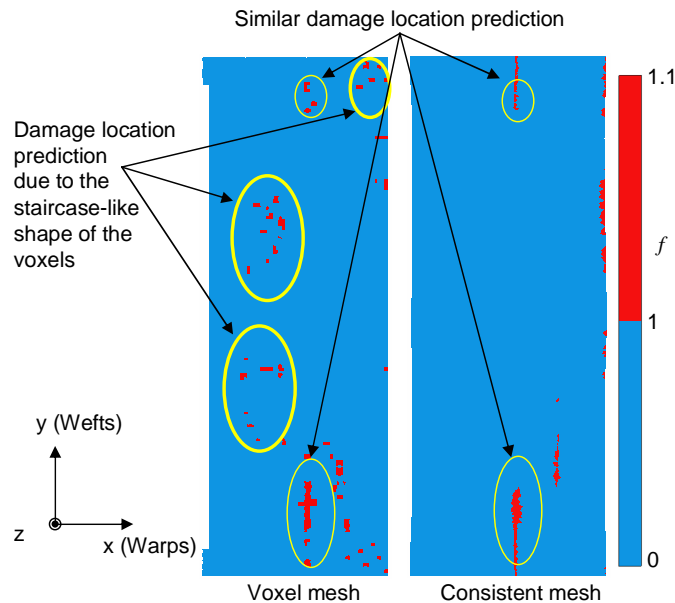 Similar damage location prediction
Damage location
prediction
due to the
staircase-like
shape of the
voxels
1.1
f
1
0
y (Wefts)
z
x (Warps)
Voxel mesh
Consistent mesh